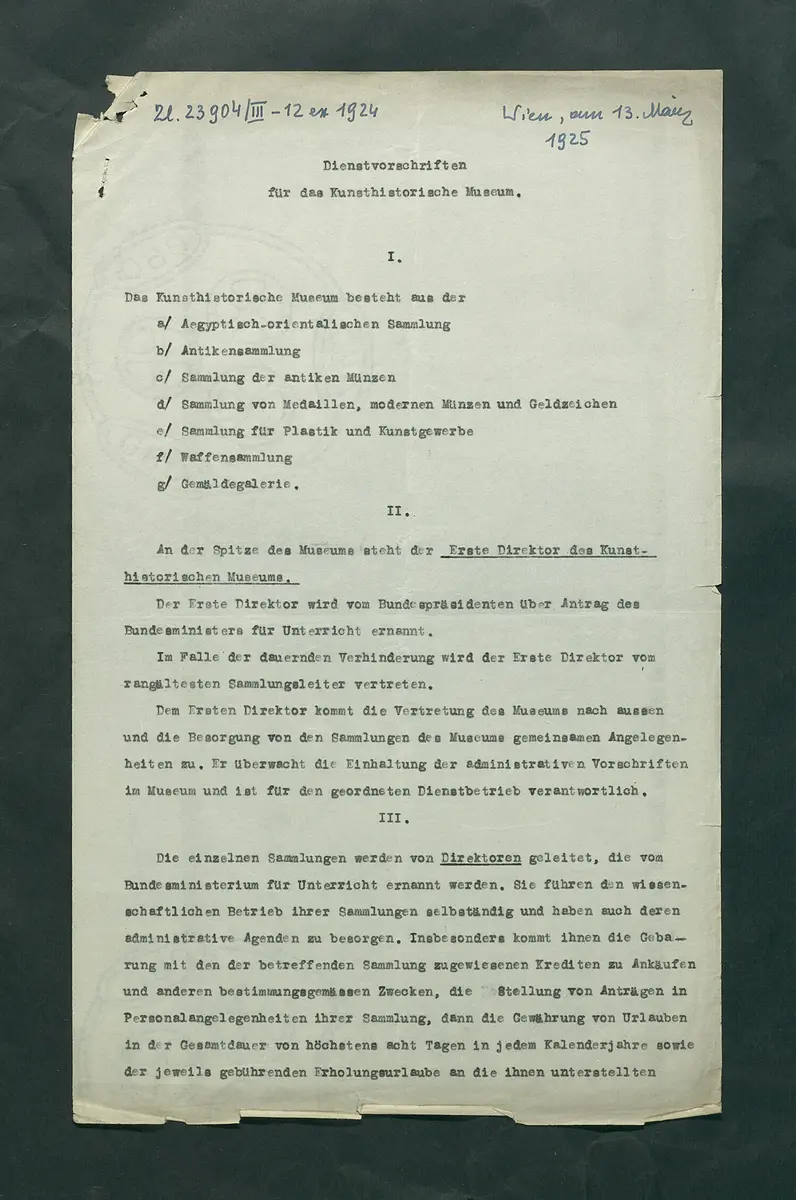 Zl. 23904/III - 12 ex 1924
Wien, am 13. März
1925
Dienstvorschriften
für das Kunsthistorische Museum.
I.
Das Kunsthistorische Museum besteht aus der
a/ Aegyptisch-orientalischen Sammlung
b/ Antikensammlung
c/ Sammlung der antiken Münzen
d/ Sammlung von Medaillen, modernen Münzen und Geldzeichen
e/ Sammlung für Plastik und Kunstgewerbe
f/ Waffensammlung
g/ Gemäldegalerie.
II.
An der Spitze des Museums steht der Erste Direktor des Kunst-
historischen Museums.
Der Erste Direktor wird vom Bundespräsidenten über Antrag des
Bundesministers für Unterricht ernannt.
Im Falle der dauernden Verhinderung wird der Erste Direktor vom
rangältesten Sammlungsleiter vertreten.
Dem Ersten Direktor kommt die Vertretung des Museums nach aussen
und die Besorgung von den Sammlungen des Museums gemeinsamen Angelegen-
heiten zu. Er überwacht die Einhaltung der administrativen Vorschriften
im Museum und ist für den geordneten Dienstbetrieb verantwortlich.
III.
Die einzelnen Sammlungen werden von Direktoren geleitet, die vom
Bundesministerium für Unterricht ernannt werden. Sie führen den wissen-
schaftlichen Betrieb ihrer Sammlungen selbständig und haben auch deren
administrative Agenden zu besorgen. Insbesonders kommt ihnen die Geba-
rung mit den der betreffenden Sammlung zugewiesenen Krediten zu Ankäufen
und anderen bestimmungsgemässen Zwecken, die Stellung von Anträgen in
Personalangelegenheiten ihrer Sammlung, dann die Gewährung von Urlauben
in der Gesamtdauer von höchstens acht Tagen in jedem Kalenderjahre sowie
der jeweils gebührenden Erholungsurlaube an die ihnen unterstellten